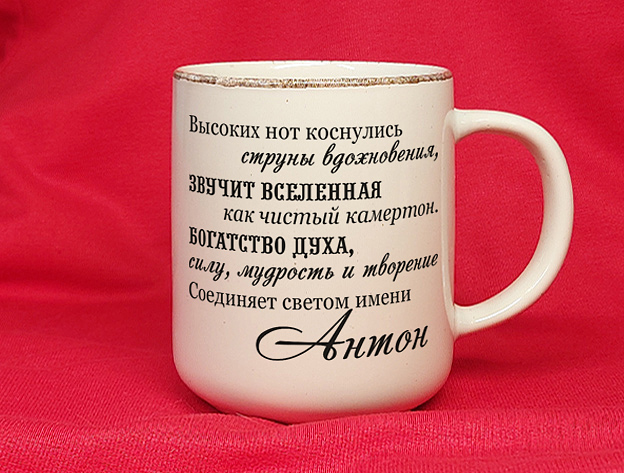 Высоких нот коснулись
струны вдохновения,
ЗВУЧИТ ВСЕЛЕННАЯ
как чистый камертон.
БОГАТСТВО ДУХА,
силу, мудрость и творение
Соединяет светом имени
Антон